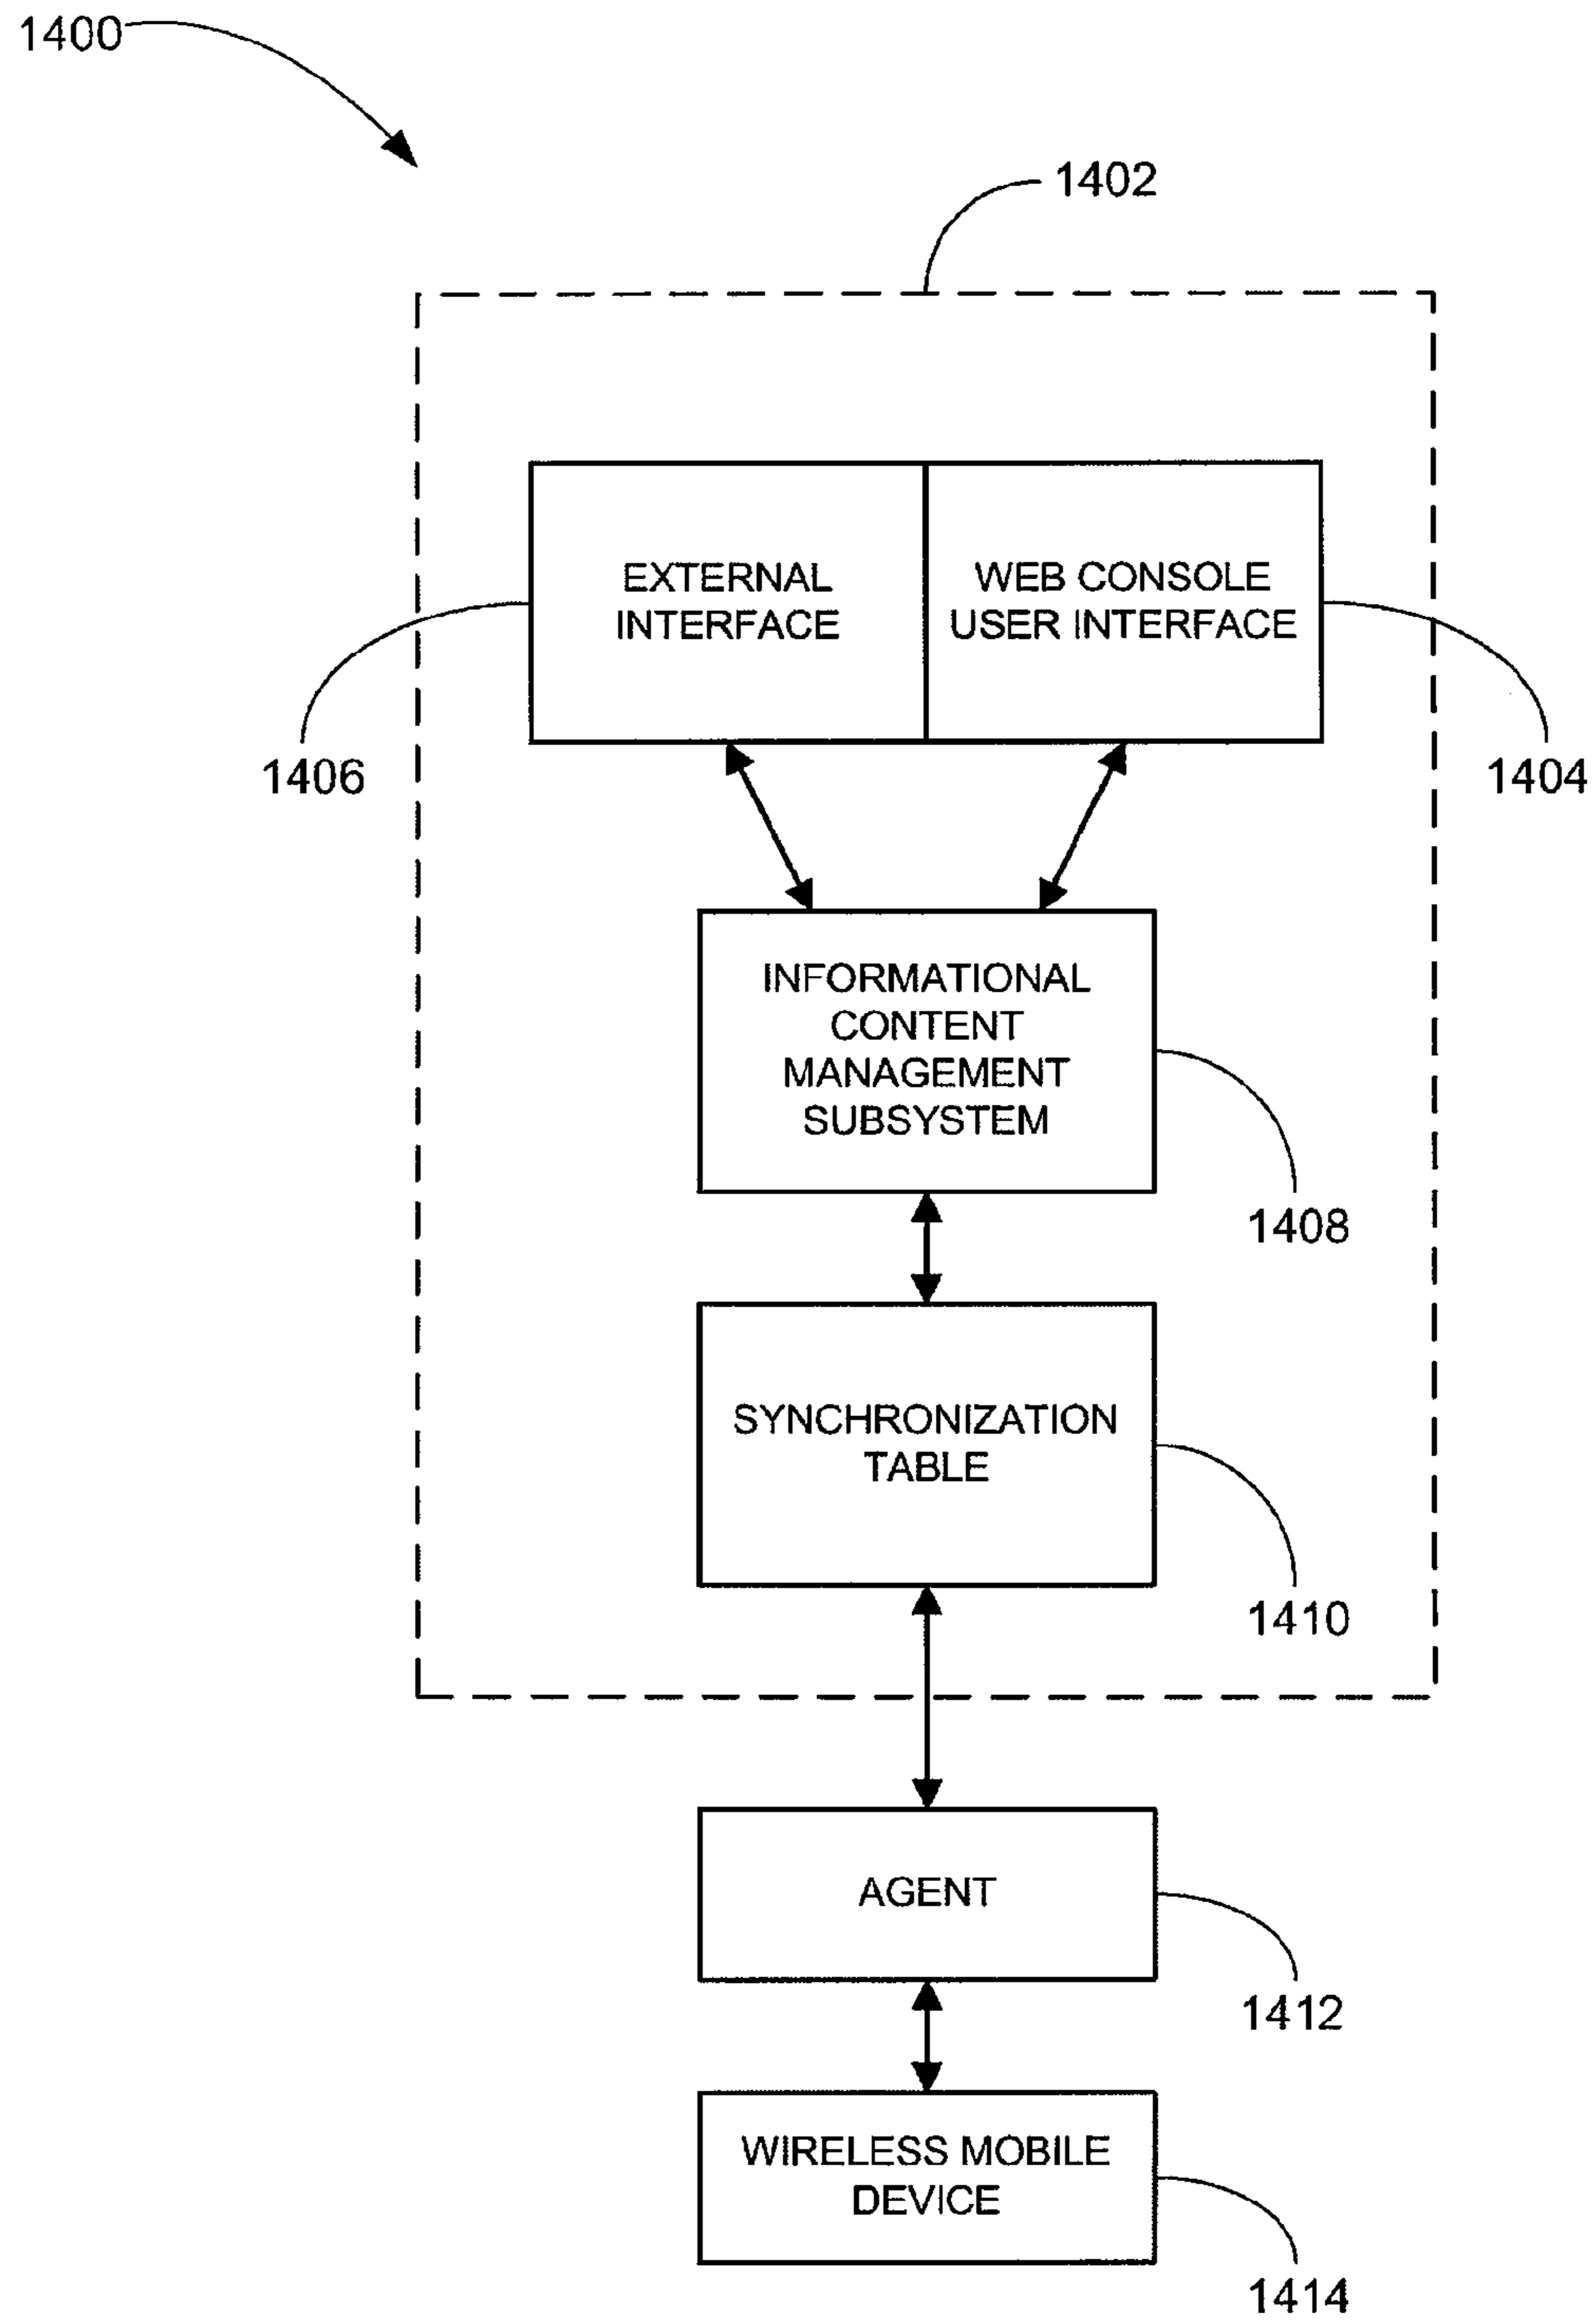 1400
1402
EXTERNAL
INTERFACE
WEB CONSOLE
USER INTERFACE
1406
1404
INFORMATIONAL
CONTENT
MANAGEMENT
SUBSYSTEM
1408
SYNCHRONIZATION
TABLE
1410
AGENT
1412
WIRELESS MOBILE
DEVICE
1414